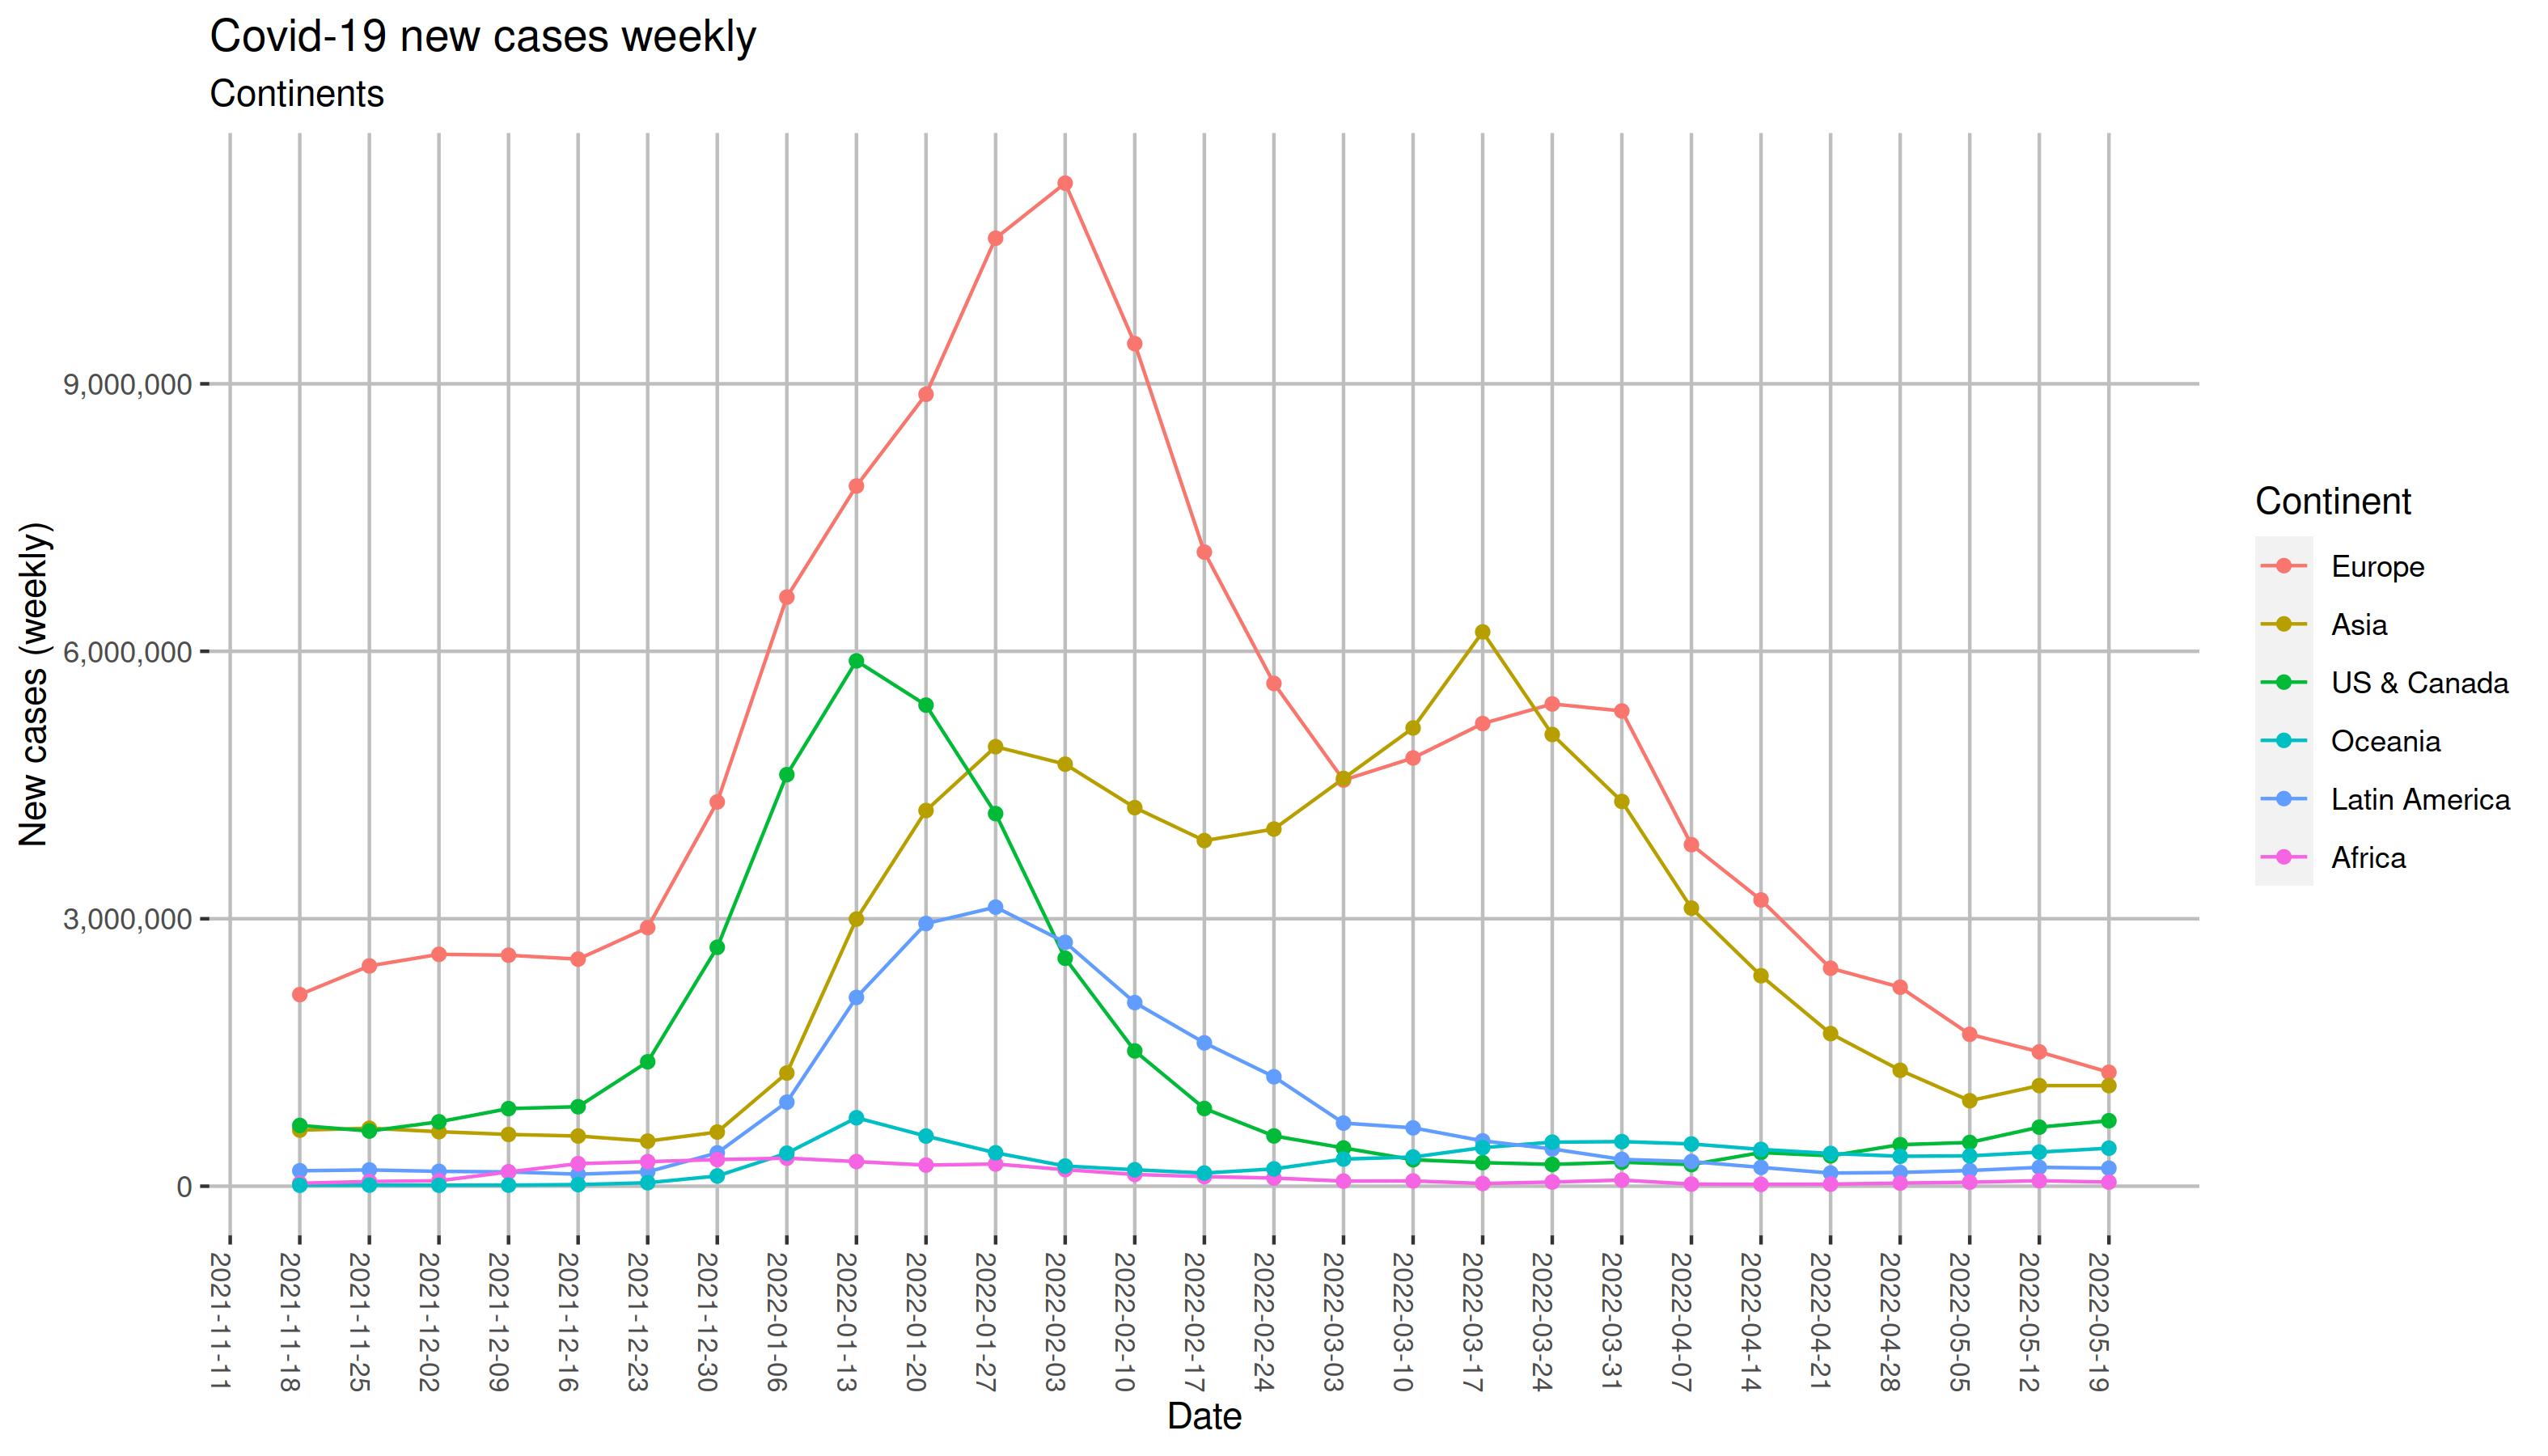 Covid-19 new cases weekly
Continents
New cases (weekly)
9,000,000
6,000,000
3,000,000
0
2021-11-11
2021-11-18
2021-11-25
2021-12-02
2021-12-09
2021-12-16
2021-12-23
2021-12-30
2022-01-06
2022-01-13
2022-01-20
2022-01-27
2022-02-03
2022-02-10
2022-02-17
2022-02-24
2022-03-03
2022-03-10
2022-03-17
2022-03-24
2022-03-31
2022-04-07
2022-04-14
2022-04-21
2022-04-28
2022-05-05
2022-05-12
2022-05-19
Date
Continent
Europe
Asia
US & Canada
Oceania
Latin America
Africa